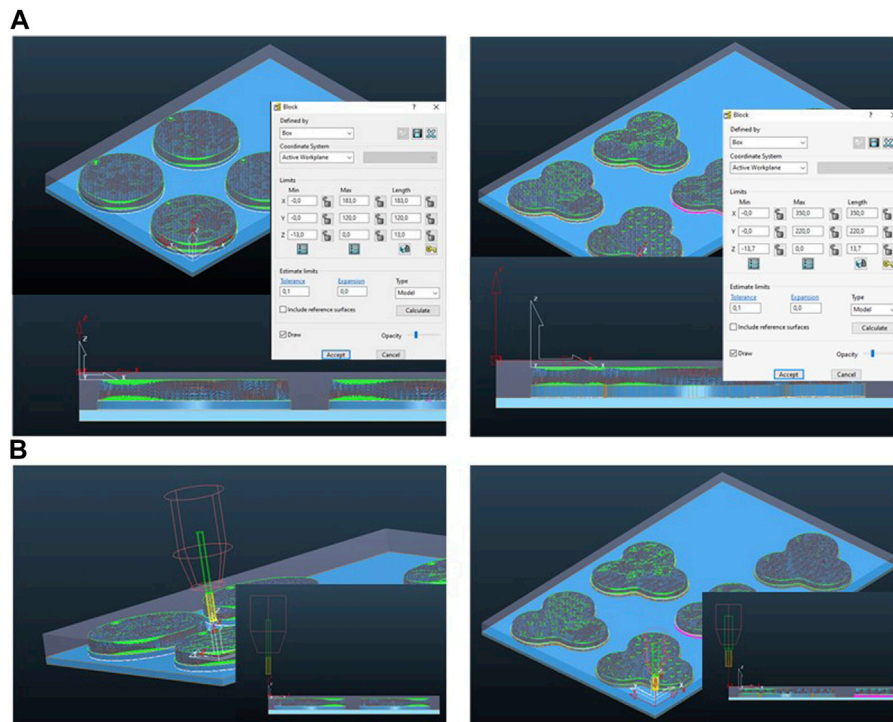 A
Block ? ×
Defined by
Box
Coordinate System
Active Workplane
Limits
Min Max Length
X -0,0 183,0 183,0
Y -0,0 120,0 120,0
Z -13,0 0,0 13,0
Estimate limits
Tolerance Expansion Type
0,1 0,0 Model
Include reference surfaces Calculate
Draw Opacity
Accept Cancel
Block ?
Defined by
Box
Coordinate System
Active Workplane
Limits
Min Max Length
X -0,0 350,0 350,0
Y -0,0 220,0 220,0
Z -13,7 0,0 13,7
Estimate limits
Tolerance Expansion Type
0,1 0,0 Model
Include reference surfaces Calculate
Draw Opacity
Accept Cancel
B